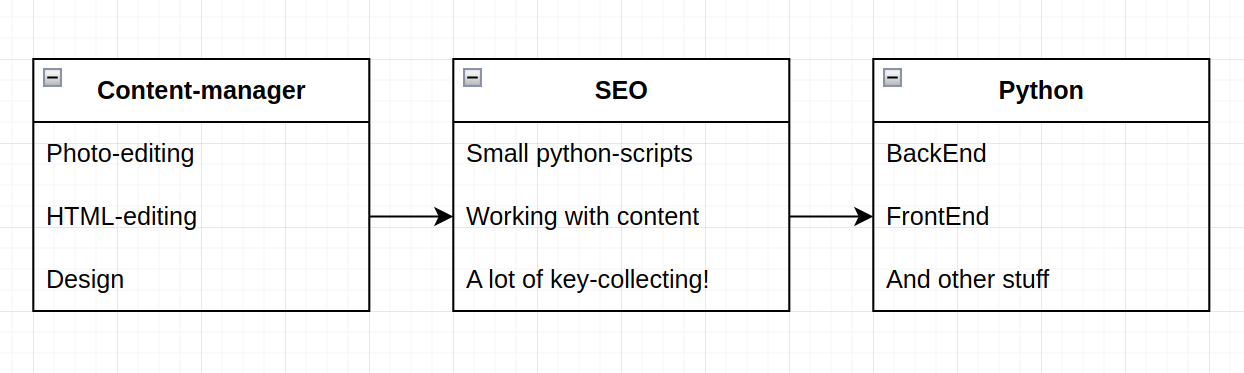 Content-manager
Photo-editing
HTML-editing
Design
SEO
Small python-scripts
Working with content
A lot of key-collecting!
Python
BackEnd
FrontEnd
And other stuff